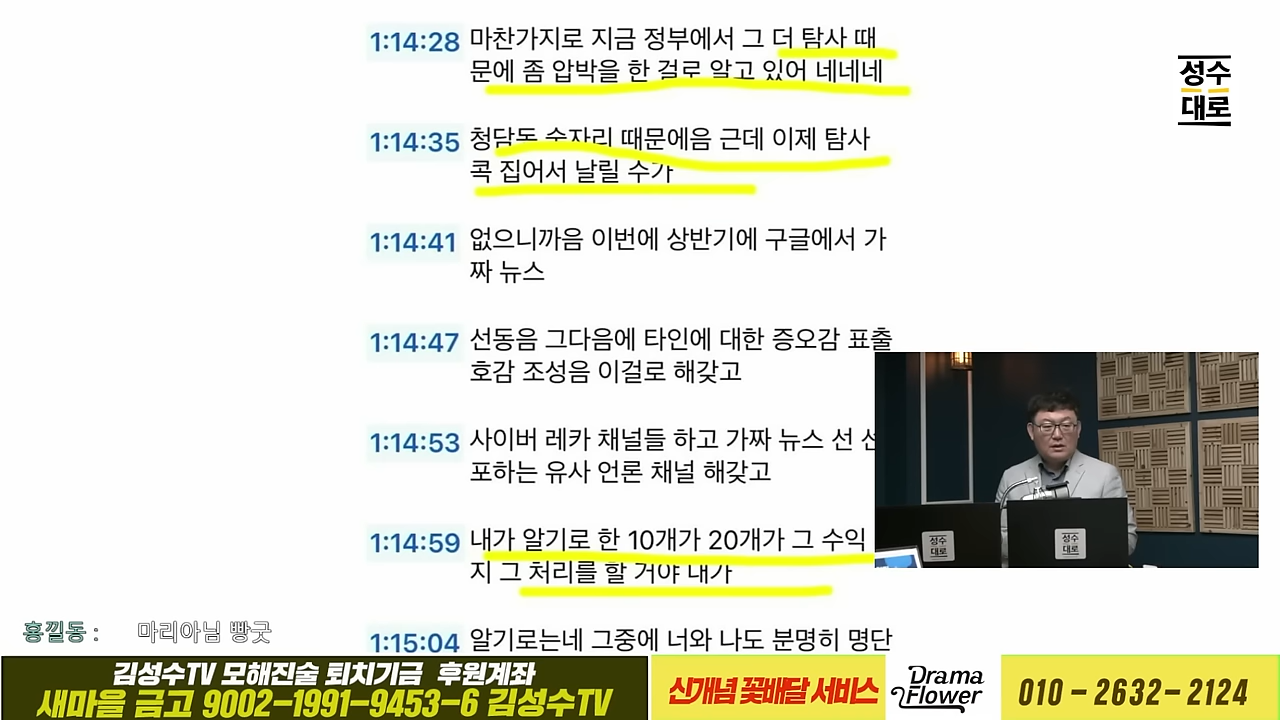 1:14:28 마찬가지로 지금 정부에서 그 더 탐사 때
문에 좀 압박을 한 걸로 알고 있어 네네네
1:14:35 청담동 술자리 때문에음 근데 이제 탐사
콕 집어서 날릴 수가
1:14:41 없으니까음 이번에 상반기에 구글에서 가
짜 뉴스
1:14:47 선동음 그다음에 타인에 대한 증오감 표출
호감 조성음 이걸로 해갖고
1:14:53 사이버 레카 채널들 하고 가짜 뉴스 선
포하는 유사 언론 채널 해갖고
1:14:59 내가 알기로 한 10개가 20개가 그 수익
지 그 처리를 할 거야 내가
1:15:04 알기로는네 그중에 너와 나도 분명히 명단
성수
대로
성수
대로
성수
대로
홍낄동 : 마리아님 빵굿
김성수TV 모해진술 퇴치기금 후원계좌
새마을 금고 9002-1991-9453-6 김성수TV
신개념 꽃배달 서비스
Drama
Flower
010 - 2632- 2124